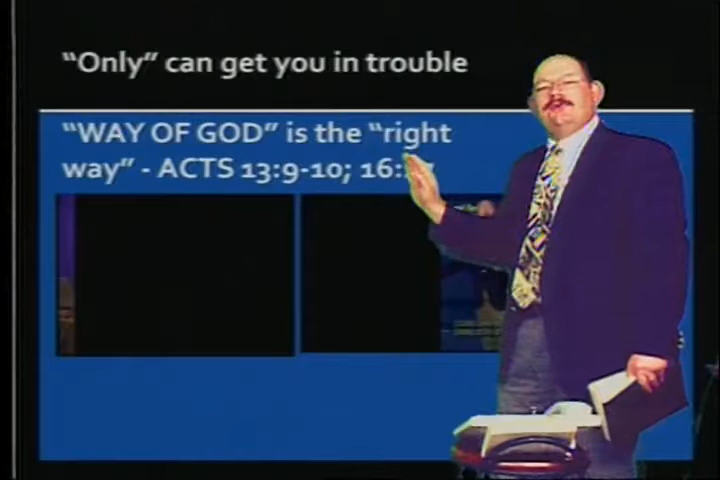 “Only” can get you in trouble
“WAY OF GOD” is the “right
way” - ACTS 13:9-10; 16: